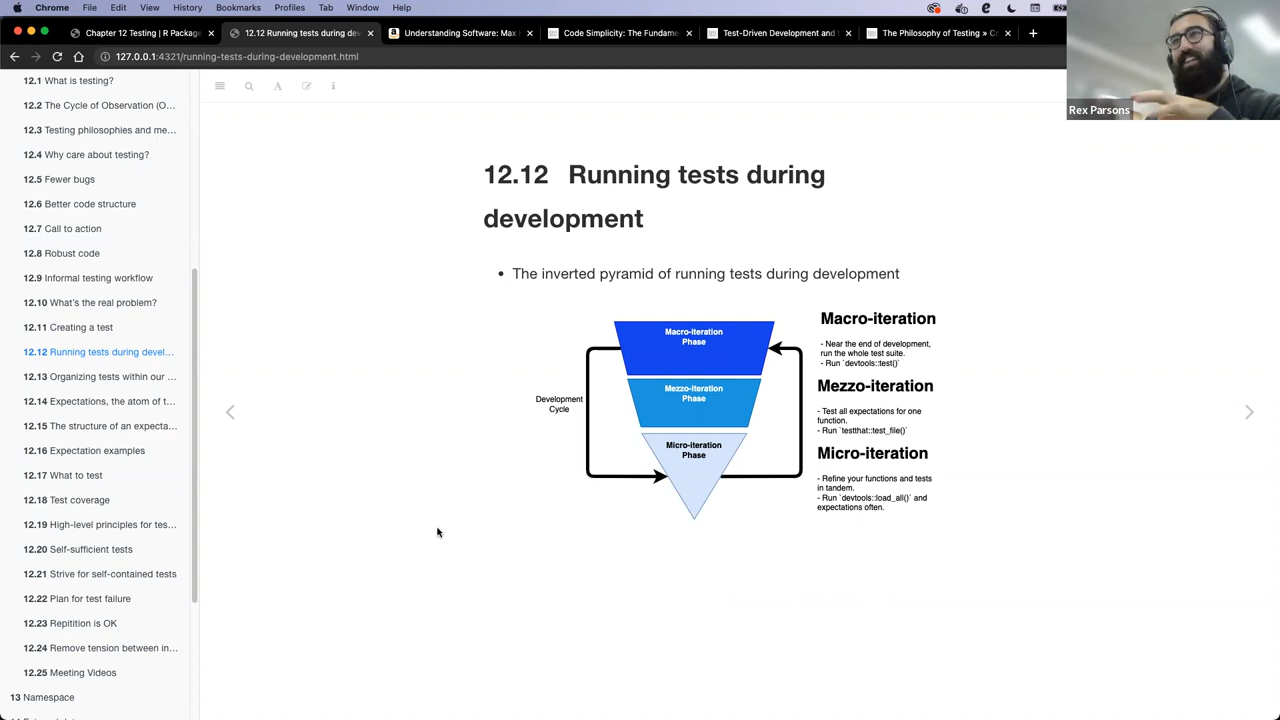 Chrome File Edit View History Bookmarks Profiles Tab Window Help
Chapter 12 Testing | R Package
12.12 Running tests during dev
Understanding Software: Max K
Code Simplicity: The Fundamen
Test-Driven Development and
The Philosophy of Testing » Co
127.0.0.1:4321/running-tests-during-development.html
Rex Parsons
12.1 What is testing?
12.2 The Cycle of Observation (O...
12.3 Testing philosophies and me...
12.4 Why care about testing?
12.5 Fewer bugs
12.6 Better code structure
12.7 Call to action
12.8 Robust code
12.9 Informal testing workflow
12.10 What's the real problem?
12.11 Creating a test
12.12 Running tests during devel...
12.13 Organizing tests within our ...
12.14 Expectations, the atom of t...
12.15 The structure of an expecta...
12.16 Expectation examples
12.17 What to test
12.18 Test coverage
12.19 High-level principles for tes...
12.20 Self-sufficient tests
12.21 Strive for self-contained tests
12.22 Plan for test failure
12.23 Repitition is OK
12.24 Remove tension between in...
12.25 Meeting Videos
13 Namespace
12.12 Running tests during
development
• The inverted pyramid of running tests during development
Development
Cycle
Macro-iteration
Phase
Mezzo-iteration
Phase
Micro-iteration
Phase
Macro-iteration
- Near the end of development,
run the whole test suite.
- Run `devtools::test()`
Mezzo-iteration
- Test all expectations for one
function.
- Run `testthat::test_file()`
Micro-iteration
- Refine your functions and tests
in tandem.
- Run `devtools::load_all()` and
expectations often.